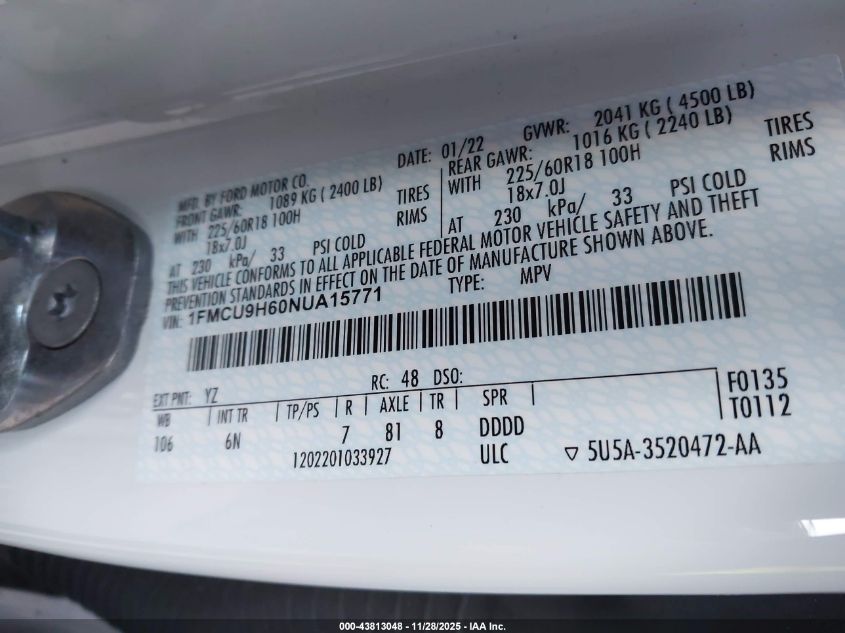 MFD. BY FORD MOTOR CO. DATE: 01/22 GVWR: 2041 KG ( 4500 LB)
FRONT GAWR: 1089 KG ( 2400 LB) REAR GAWR: 1016 KG ( 2240 LB)
WITH 225/60R18 100H TIRES WITH 225/60R18 100H TIRES
18x7.0J RIMS 18x7.0J RIMS
AT 230 kPa/ 33 PSI COLD AT 230 kPa/ 33 PSI COLD
THIS VEHICLE CONFORMS TO ALL APPLICABLE FEDERAL MOTOR VEHICLE SAFETY AND THEFT
PREVENTION STANDARDS IN EFFECT ON THE DATE OF MANUFACTURE SHOWN ABOVE.
VIN: 1FMCU9H60NUA15771 TYPE: MPV
EXT PNT: YZ RC: 48 DSO:
WB INT TR TP/PS R AXLE TR SPR F0135
106 6N 7 81 8 DDDD T0112
1202201033927 ULC ▽ 5U5A-3520472-AA
000-43813048 - 11/28/2025 - IAA Inc.